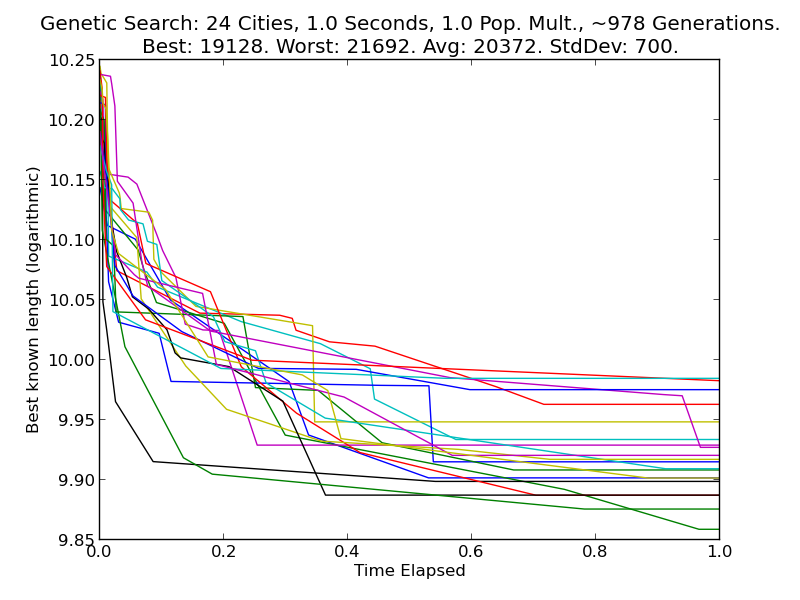 Genetic Search: 24 Cities, 1.0 Seconds, 1.0 Pop. Mult., ~978 Generations.
Best: 19128. Worst: 21692. Avg: 20372. StdDev: 700.
10.25
10.20
10.15
10.10
10.05
10.00
9.95
9.90
9.85
Best known length (logarithmic)
0.0 0.2 0.4 0.6 0.8 1.0
Time Elapsed